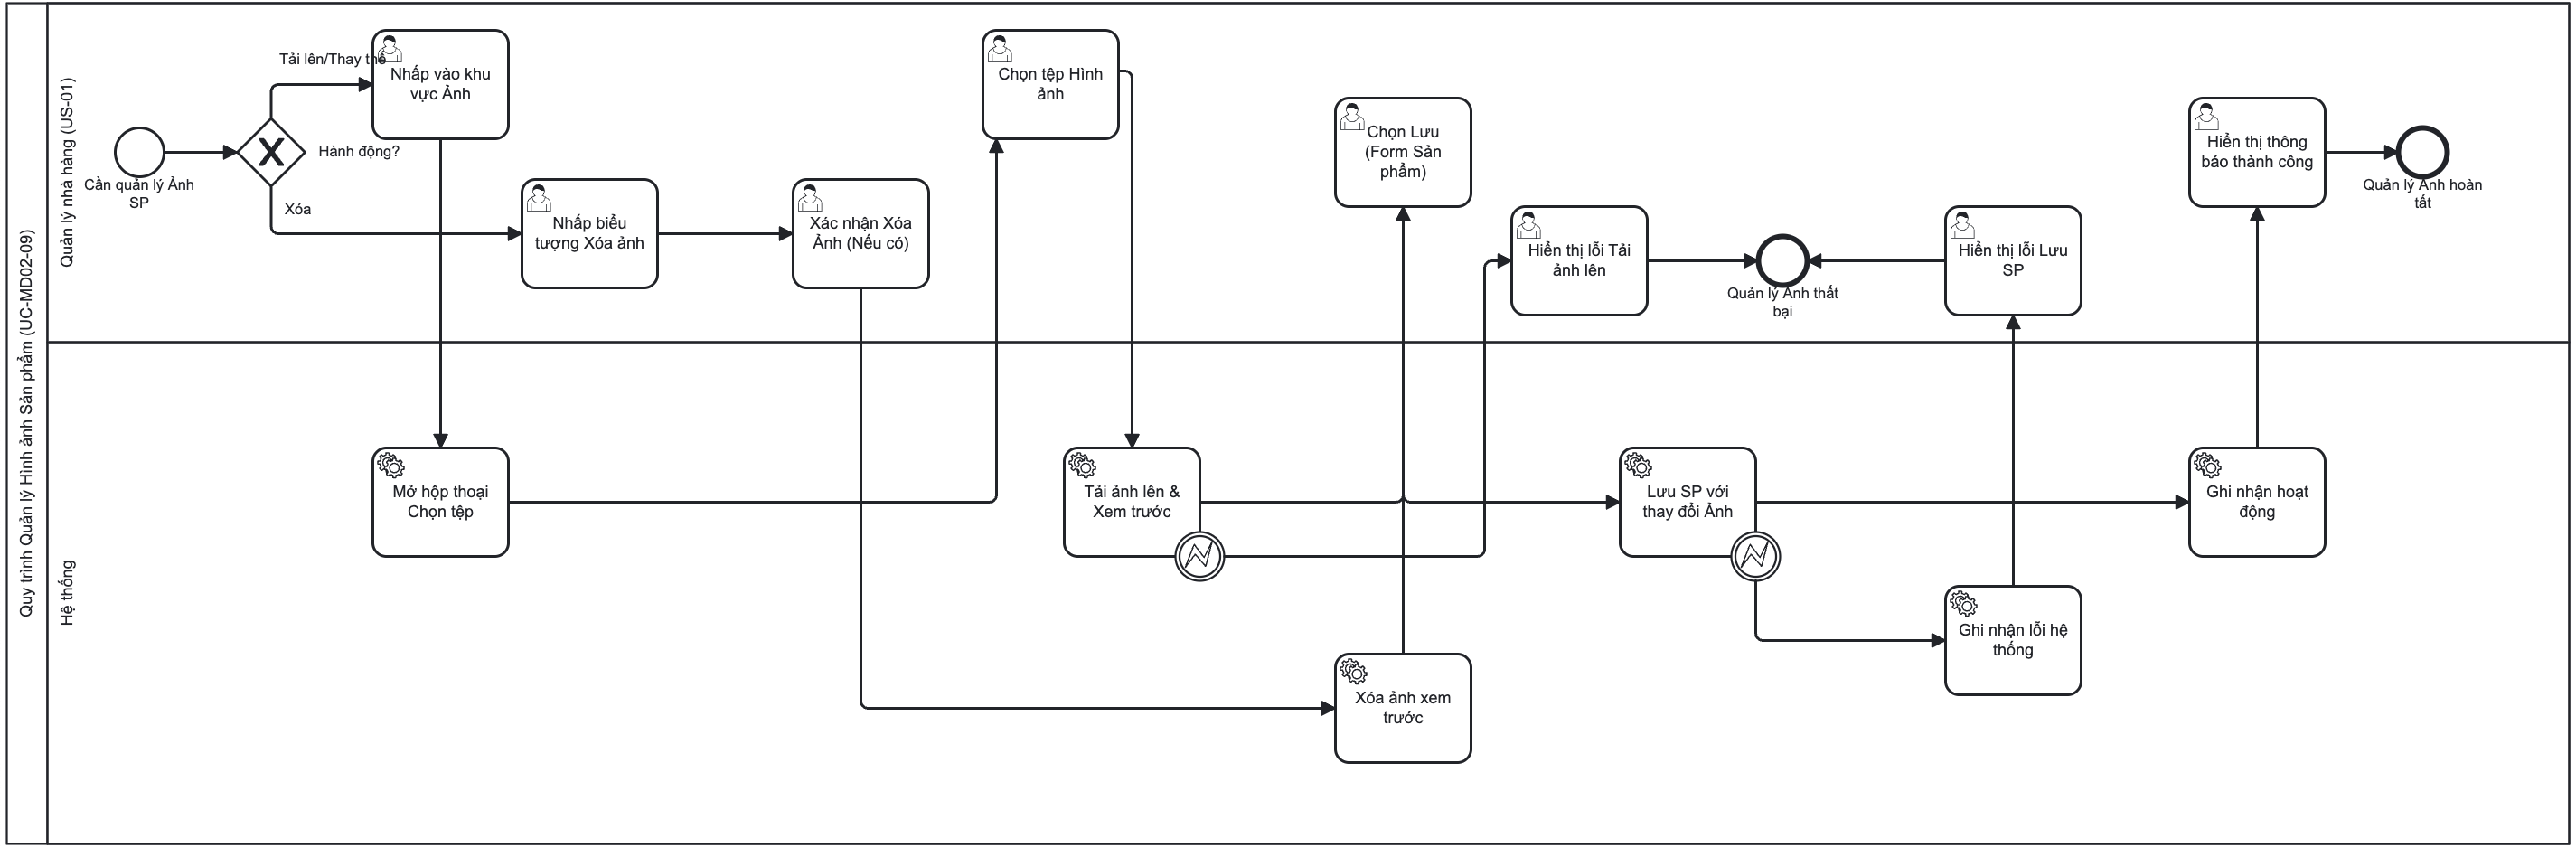 Quy trình Quản lý Hình ảnh Sản phẩm (UC-MD02-09)
Quản lý nhà hàng (US-01)
Cần quản lý Ảnh
SP
Tải lên/Thay thế
Hành động?
Xóa
Nhấp vào khu
vực Ảnh
Nhấp biểu
tượng Xóa ảnh
Xác nhận Xóa
Ảnh (Nếu có)
Chọn tệp Hình
ảnh
Chọn Lưu
(Form Sản
phẩm)
Hiển thị lỗi Tải
ảnh lên
Quản lý Ảnh thất
bại
Hiển thị lỗi Lưu
SP
Hiển thị thông
báo thành công
Quản lý Ảnh hoàn
tất
Hệ thống
Mở hộp thoại
Chọn tệp
Tải ảnh lên &
Xem trước
Xóa ảnh xem
trước
Lưu SP với
thay đổi Ảnh
Ghi nhận lỗi hệ
thống
Ghi nhận hoạt
động